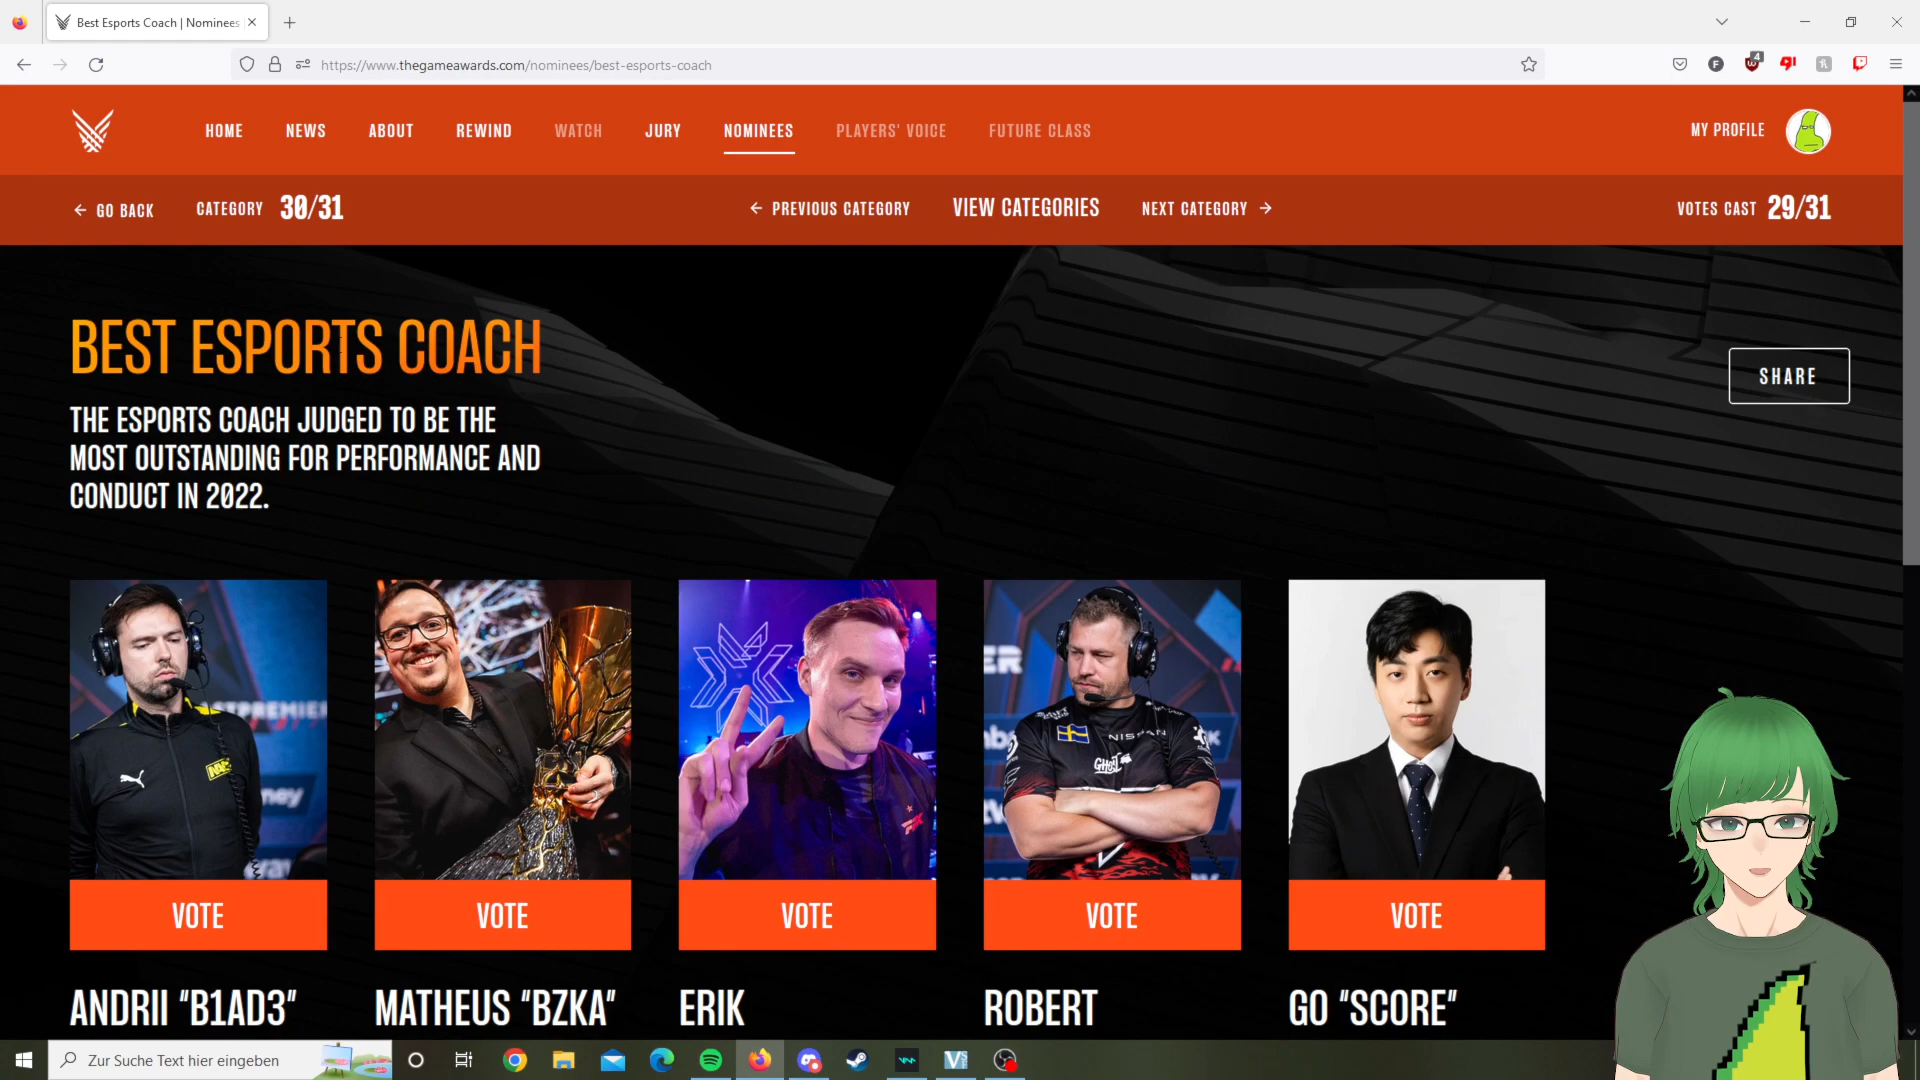 Best Esports Coach | Nominees
https://www.thegameawards.com/nominees/best-esports-coach
4
HOME NEWS ABOUT REWIND WATCH JURY NOMINEES PLAYERS' VOICE FUTURE CLASS MY PROFILE
GO BACK CATEGORY 30/31 PREVIOUS CATEGORY VIEW CATEGORIES NEXT CATEGORY VOTES CAST 29/31
BEST ESPORTS COACH
SHARE
THE ESPORTS COACH JUDGED TO BE THE
MOST OUTSTANDING FOR PERFORMANCE AND
CONDUCT IN 2022.
NISSAN
VOTE VOTE VOTE VOTE VOTE
ANDRII "B1AD3" MATHEUS "BZKA" ERIK ROBERT GO "SCORE"
Zur Suche Text hier eingeben